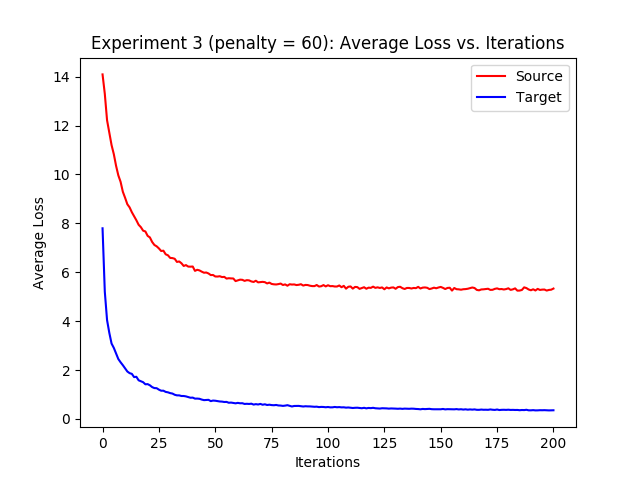 Experiment 3 (penalty = 60): Average Loss vs. Iterations
Source
Target
Average Loss
14
12
10
8
6
4
2
0
0 25 50 75 100 125 150 175 200
Iterations